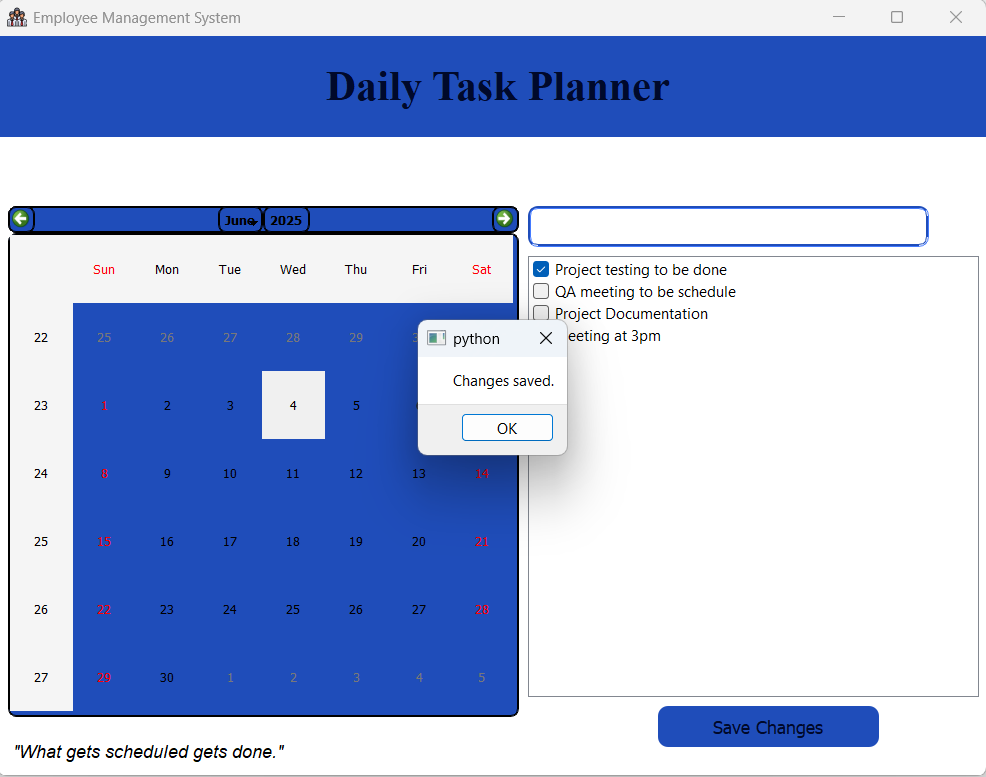 Employee Management System
Daily Task Planner
June 2025
Sun Mon Tue Wed Thu Fri Sat
22 25 26 27 28 29
23 1 2 3 4 5
24 8 9 10 11 12 13 14
25 15 16 17 18 19 20 21
26 22 23 24 25 26 27 28
27 29 30 1 2 3 4 5
"What gets scheduled gets done."
Project testing to be done
QA meeting to be schedule
Project Documentation
eeting at 3pm
python
Changes saved.
OK
Save Changes